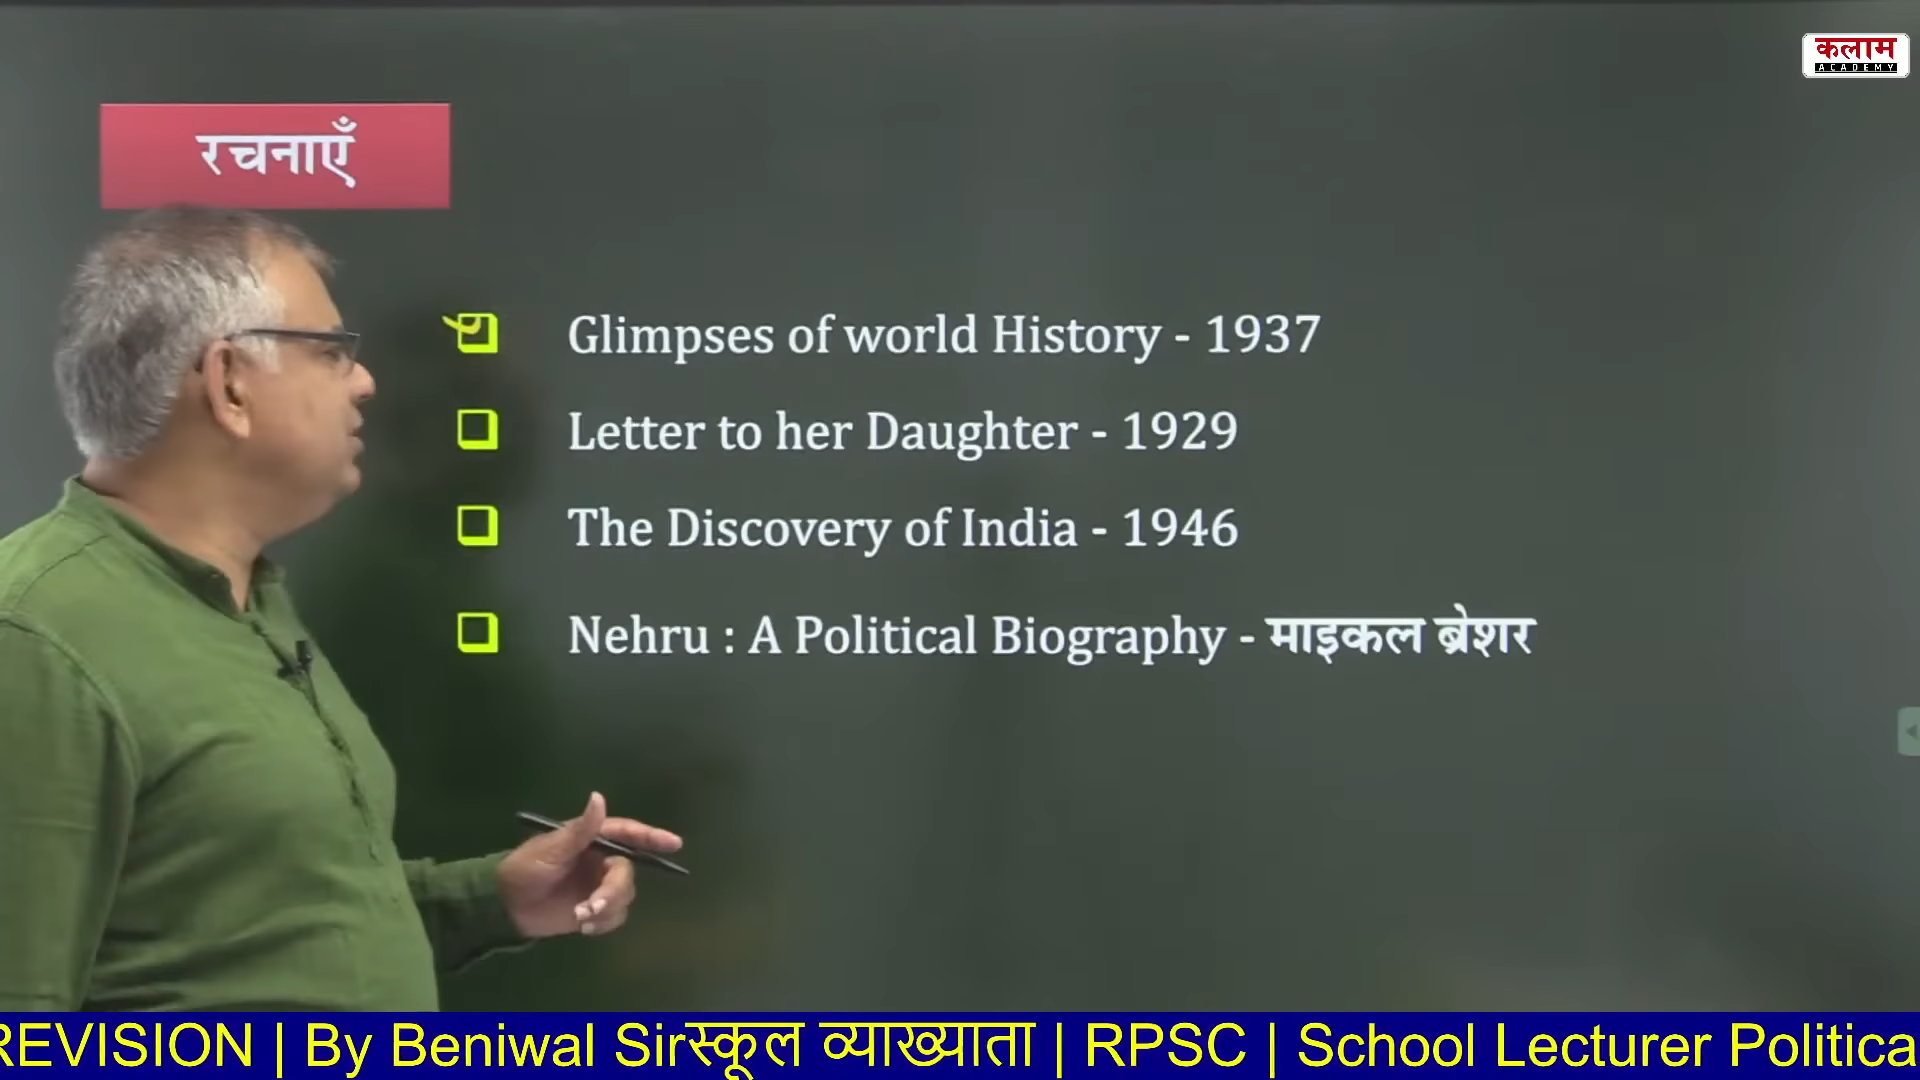 कलाम
ACADEMY
रचनाएँ
Glimpses of world History - 1937
Letter to her Daughter - 1929
The Discovery of India - 1946
Nehru : A Political Biography - माइकल ब्रेशर
REVISION | By Beniwal Sirस्कूल व्याख्याता | RPSC | School Lecturer Politica